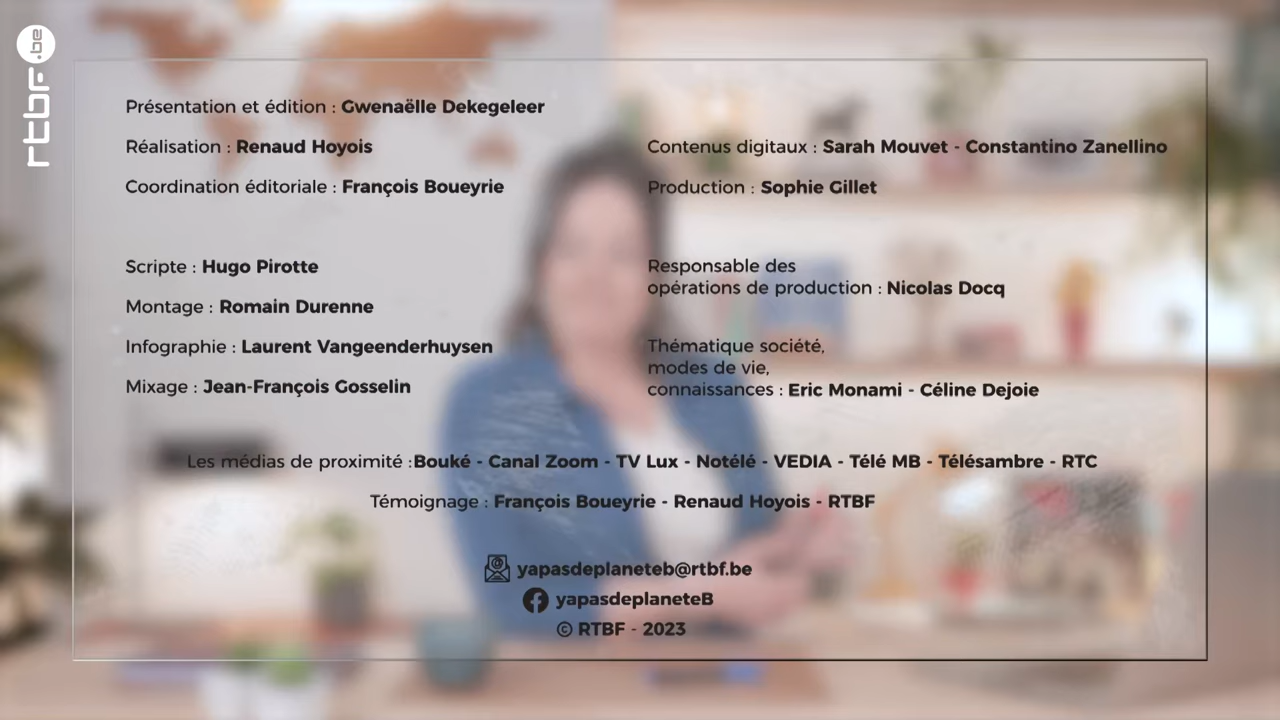 rtbf.be
Présentation et édition : Gwenaëlle Dekegeleer
Réalisation : Renaud Hoyois
Coordination éditoriale : François Boueyrie
Contenus digitaux : Sarah Mouvet - Constantino Zanellino
Production : Sophie Gillet
Scripte : Hugo Pirotte
Montage : Romain Durenne
Infographie : Laurent Vangeenderhuysen
Mixage : Jean-François Gosselin
Responsable des
opérations de production : Nicolas Docq
Thématique société,
modes de vie,
connaissances : Eric Monami - Céline Dejoie
Les médias de proximité :Bouké - Canal Zoom - TV Lux - Notélé - VEDIA - Télé MB - Télésambre - RTC
Témoignage : François Boueyrie - Renaud Hoyois - RTBF
yapasdeplaneteb@rtbf.be
yapasdeplaneteB
© RTBF - 2023